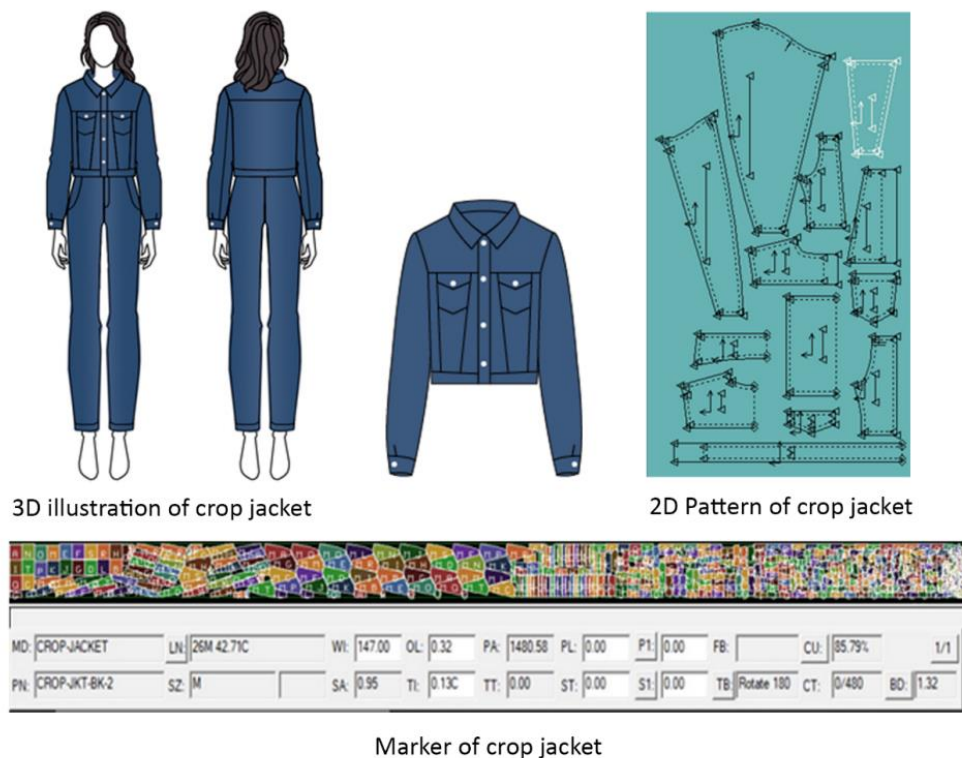 3D illustration of crop jacket
2D Pattern of crop jacket
MD: CROP-JACKET LN: 26M 42.71C WI: 147.00 OL: 0.32 PA: 1480.58 PL: 0.00 P1: 0.00 FB: CU: 85.79% 1/1
PN: CROP-JKT-BK-2 SZ: M SA: 0.95 TI: 0.13C TT: 0.00 ST: 0.00 S1: 0.00 TB: Rotate 180 CT: 0/480 BD: 1.32
Marker of crop jacket